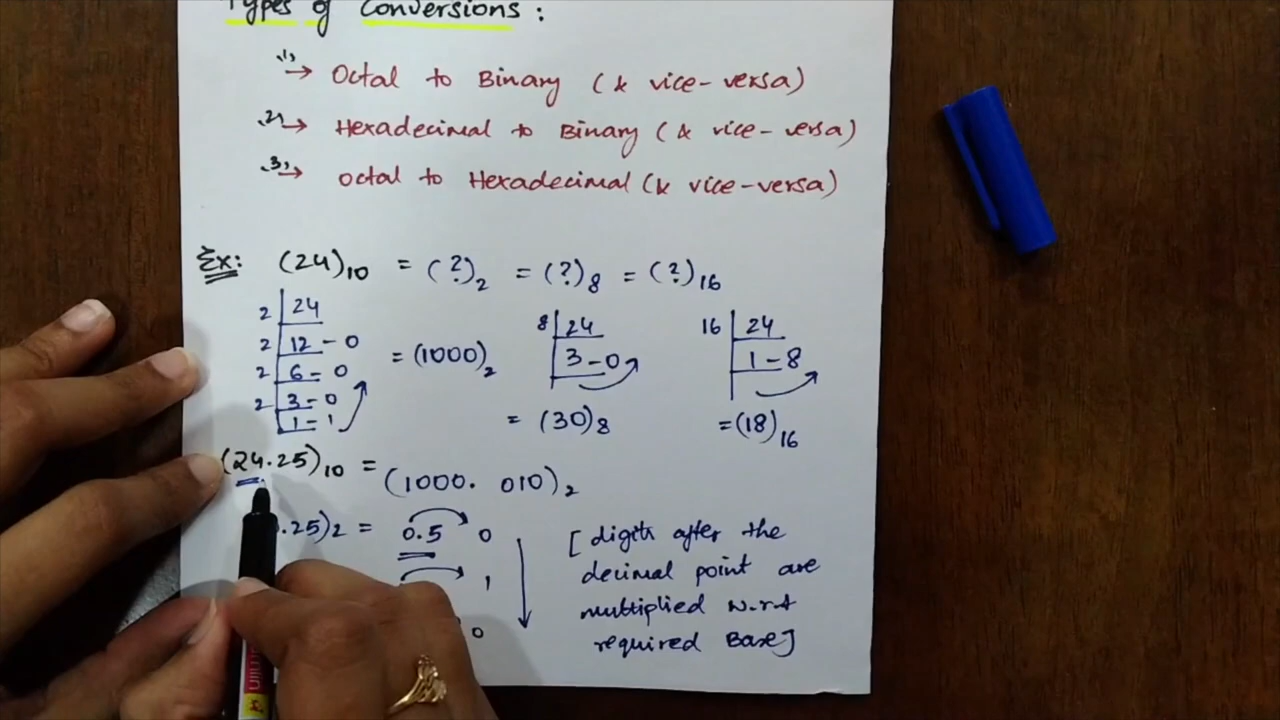 Types of Conversions :
.1, → Octal to Binary (& vice-versa)
.2, → Hexadecimal to Binary (& vice-versa)
.3, → octal to Hexadecimal (& vice-versa)
Ex: (24)10 = (?)2 = (?)8 = (?)16
2 24
2 12 - 0
2 6 - 0
2 3 - 0
1 - 1
= (1000)2
8 24
3 - 0
= (30)8
16 24
1 - 8
= (18)16
(24.25)10 = (1000. 010)2
.25)2 = 0.5 0
1
0
[ digits after the
decimal point are
multiplied w.r.t
required Base]